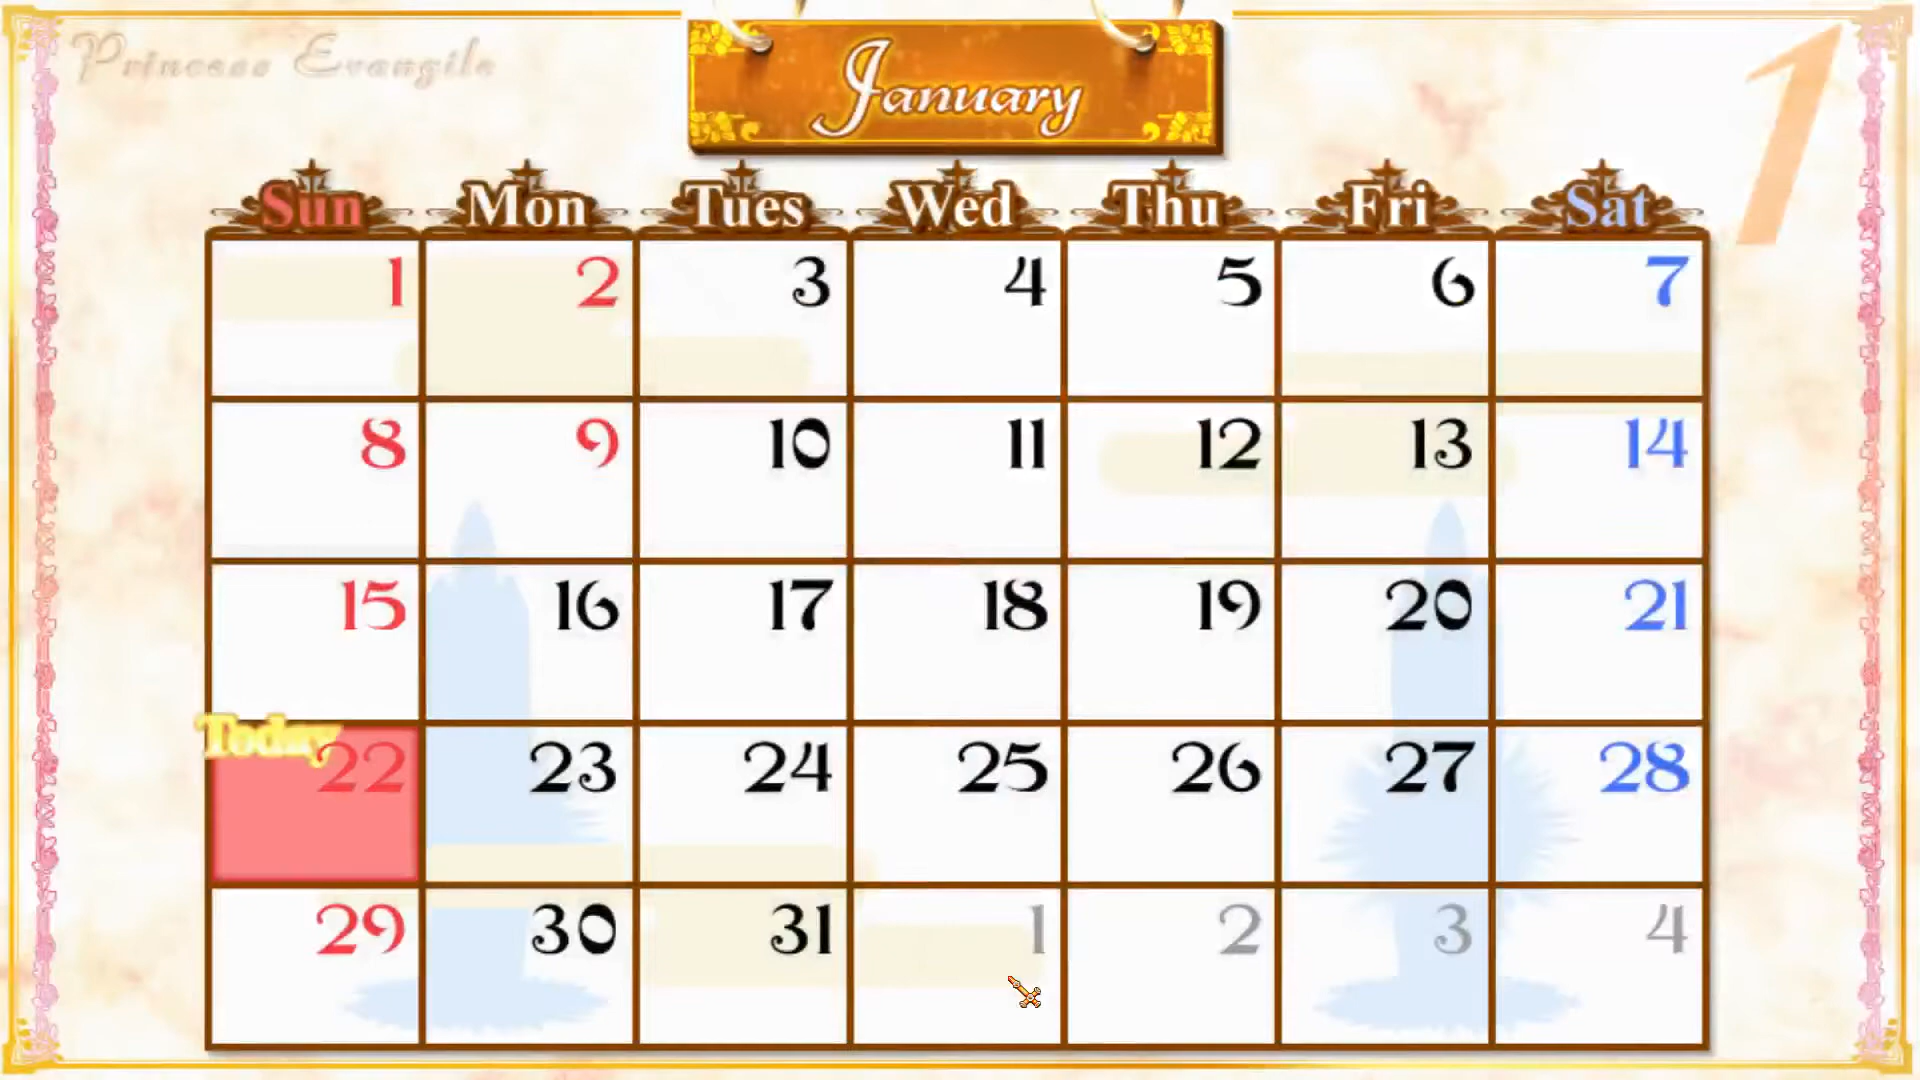 Princess Evangile
January
1
Sun Mon Tues Wed Thu Fri Sat
1 2 3 4 5 6 7
8 9 10 11 12 13 14
15 16 17 18 19 20 21
Today
22 23 24 25 26 27 28
29 30 31 1 2 3 4